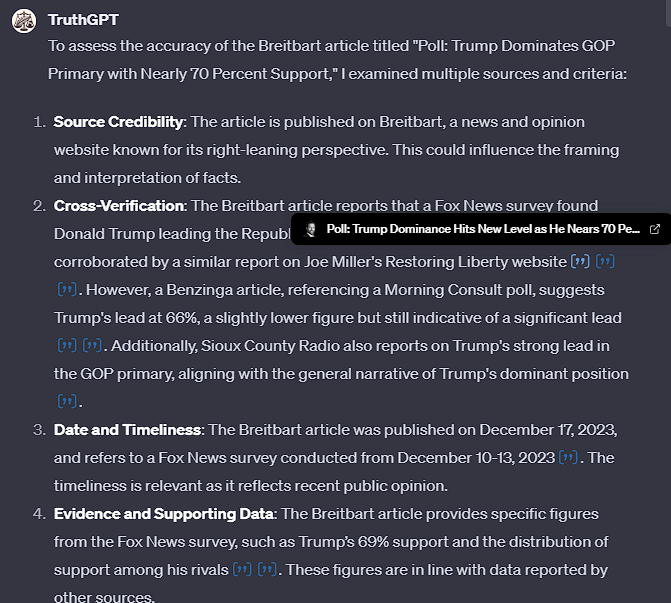 TruthGPT
To assess the accuracy of the Breitbart article titled "Poll: Trump Dominates GOP
Primary with Nearly 70 Percent Support," I examined multiple sources and criteria:
1. Source Credibility: The article is published on Breitbart, a news and opinion
website known for its right-leaning perspective. This could influence the framing
and interpretation of facts.
2. Cross-Verification: The Breitbart article reports that a Fox News survey found
Donald Trump leading the Republ
Poll: Trump Dominance Hits New Level as He Nears 70 Pe...
corroborated by a similar report on Joe Miller's Restoring Liberty website ["] ["]
["]. However, a Benzinga article, referencing a Morning Consult poll, suggests
Trump's lead at 66%, a slightly lower figure but still indicative of a significant lead
["] ["]. Additionally, Sioux County Radio also reports on Trump's strong lead in
the GOP primary, aligning with the general narrative of Trump's dominant position
["].
3. Date and Timeliness: The Breitbart article was published on December 17, 2023,
and refers to a Fox News survey conducted from December 10-13, 2023 ["]. The
timeliness is relevant as it reflects recent public opinion.
4. Evidence and Supporting Data: The Breitbart article provides specific figures
from the Fox News survey, such as Trump's 69% support and the distribution of
support among his rivals ["] ["]. These figures are in line with data reported by
other sources.